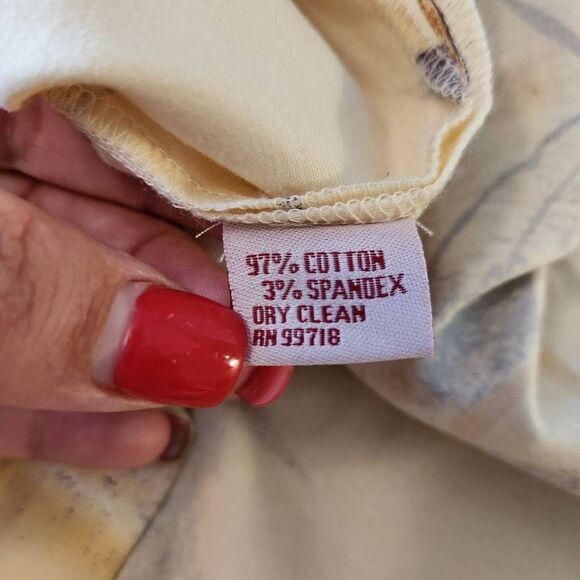 97% COTTON
3% SPANDEX
DRY CLEAN
RN 99718